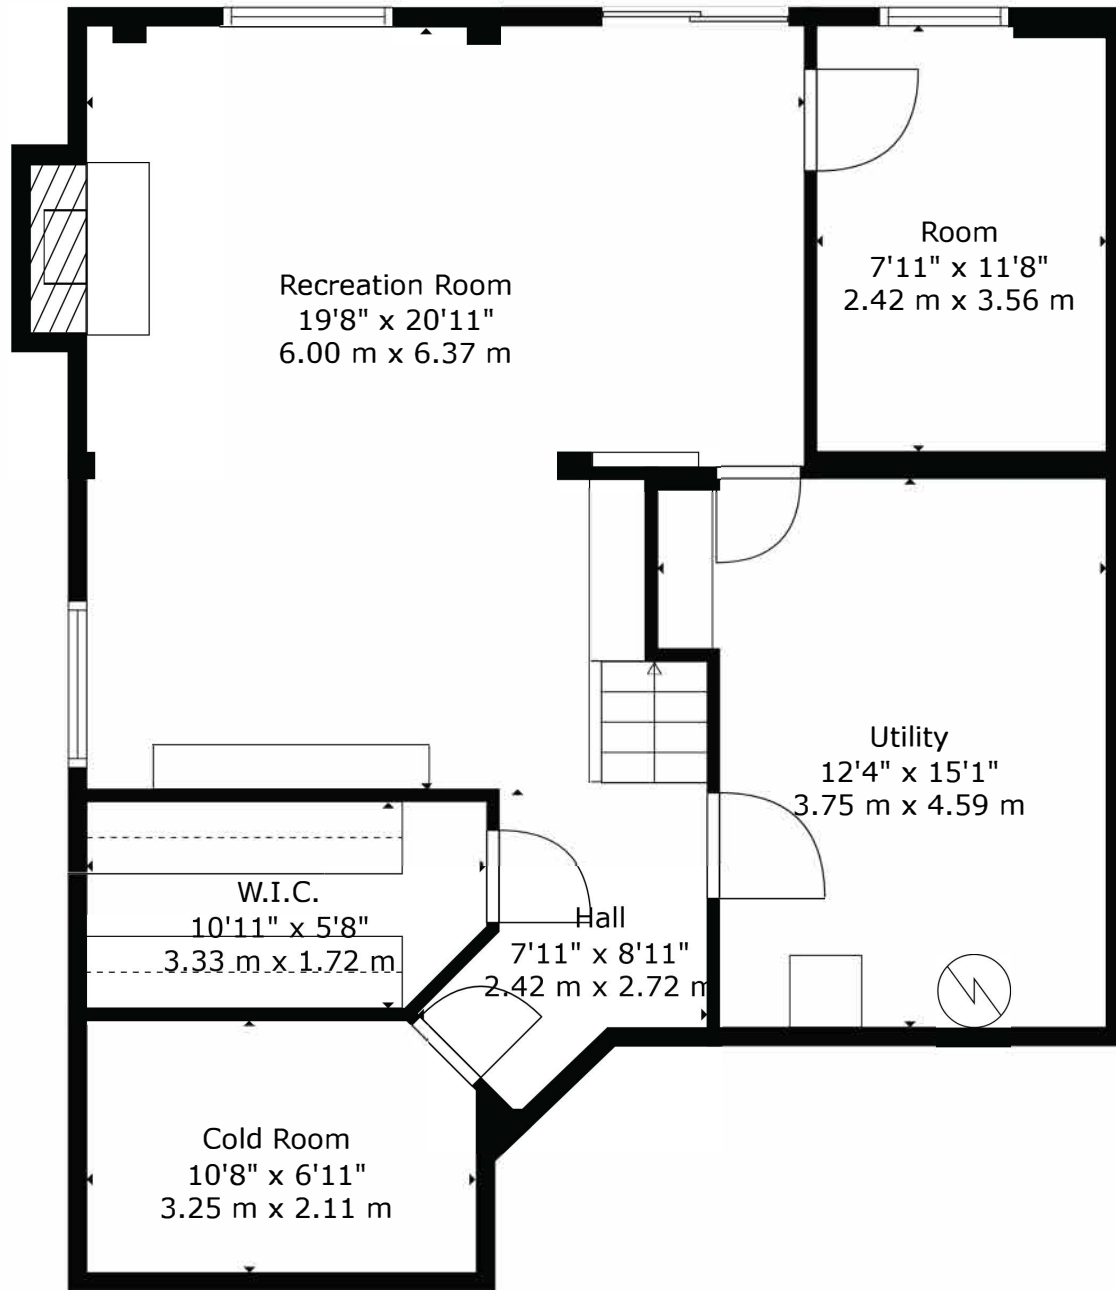 Room
7'11" x 11'8"
2.42 m x 3.56 m
Recreation Room
19'8" x 20'11"
6.00 m x 6.37 m
Utility
12'4" x 15'1"
3.75 m x 4.59 m
W.I.C.
10'11" x 5'8"
3.33 m x 1.72 m
Hall
7'11" x 8'11"
2.42 m x 2.72 m
Cold Room
10'8" x 6'11"
3.25 m x 2.11 m